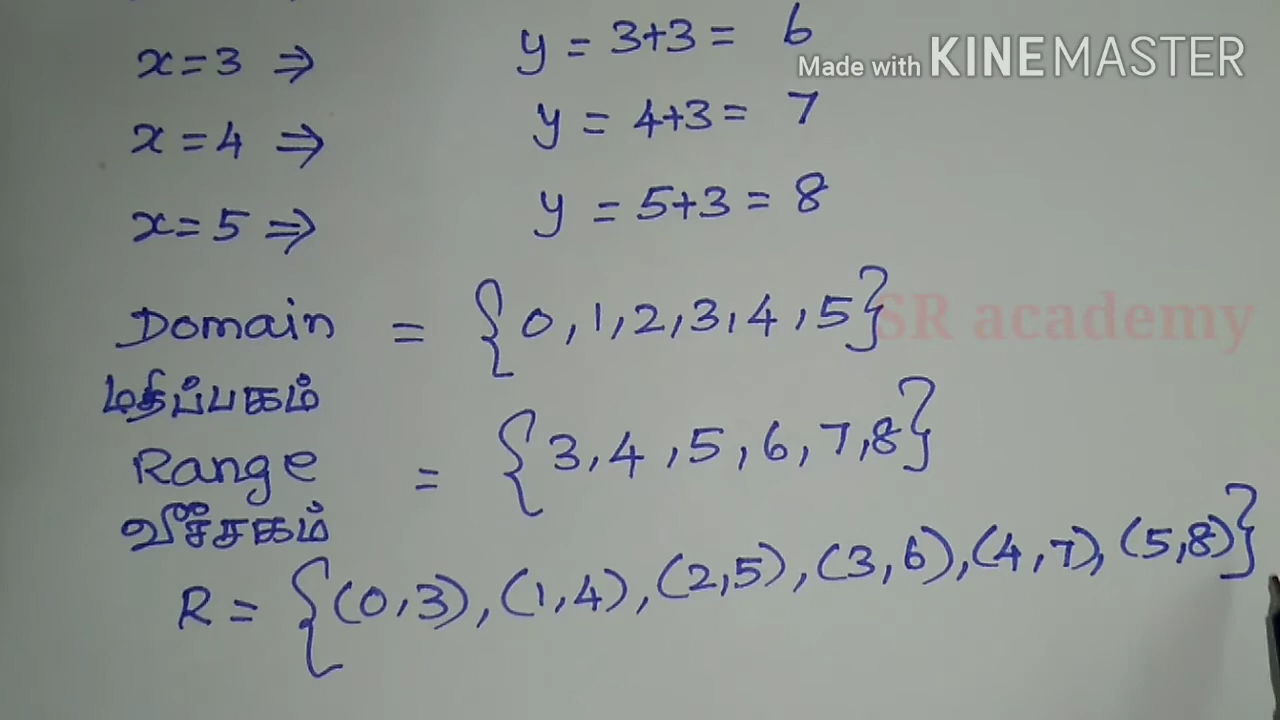 x = 3 ⇒ y = 3+3 = 6
Made with KINEMASTER
x = 4 ⇒ y = 4+3 = 7
x = 5 ⇒ y = 5+3 = 8
Domain = {0, 1, 2, 3, 4, 5}
SR academy
மதிப்பகம்
Range = {3, 4, 5, 6, 7, 8}
வீச்சகம்
R = {(0,3), (1,4), (2,5), (3,6), (4,7), (5,8)}